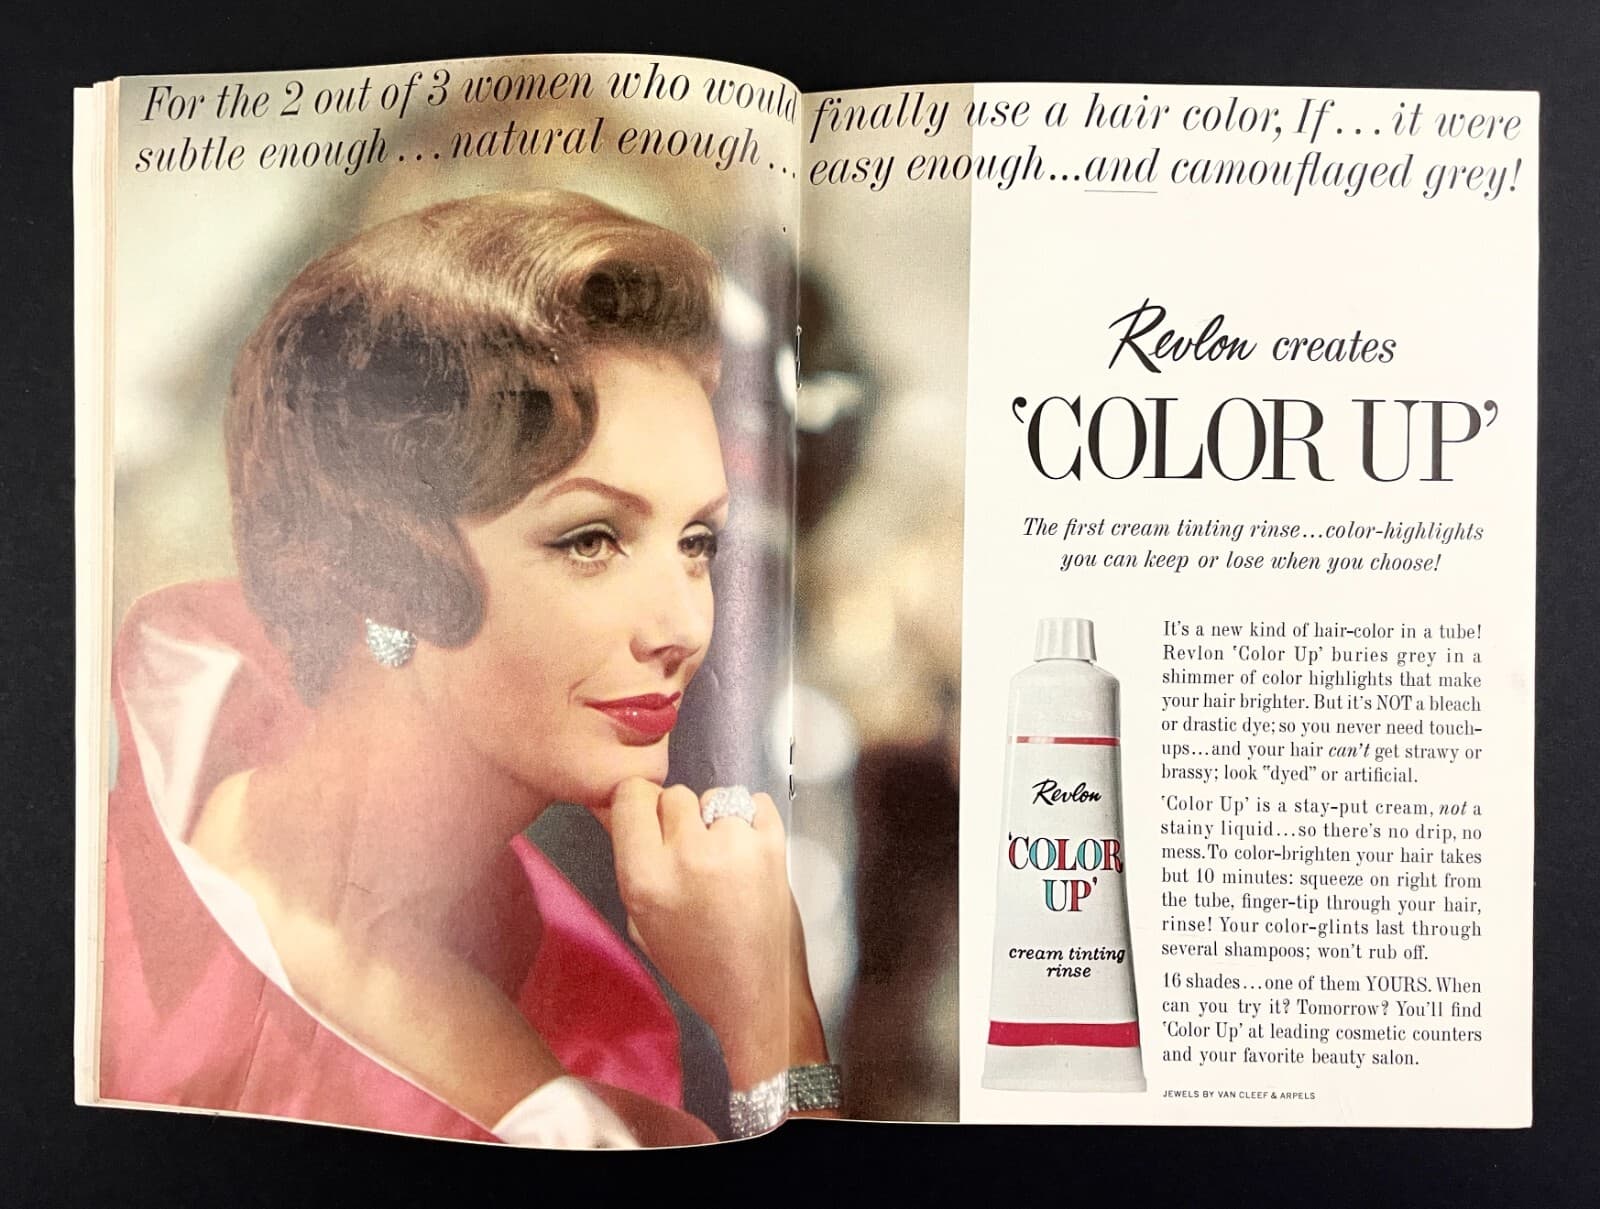 For the 2 out of 3 women who would finally use a hair color, If...it were
subtle enough...natural enough... easy enough...and camouflaged grey!
Revlon creates
‘COLOR UP’
The first cream tinting rinse...color-highlights
you can keep or lose when you choose!
It's a new kind of hair-color in a tube!
Revlon ‘Color Up’ buries grey in a
shimmer of color highlights that make
your hair brighter. But it's NOT a bleach
or drastic dye; so you never need touch-
ups...and your hair can't get strawy or
brassy; look "dyed" or artificial.
‘Color Up’ is a stay-put cream, not a
stainy liquid...so there's no drip, no
mess. To color-brighten your hair takes
but 10 minutes: squeeze on right from
the tube, finger-tip through your hair,
rinse! Your color-glints last through
several shampoos; won't rub off.
16 shades...one of them YOURS. When
can you try it? Tomorrow? You'll find
‘Color Up’ at leading cosmetic counters
and your favorite beauty salon.
JEWELS BY VAN CLEEF & ARPELS
Revlon
‘COLOR
UP’
cream tinting
rinse